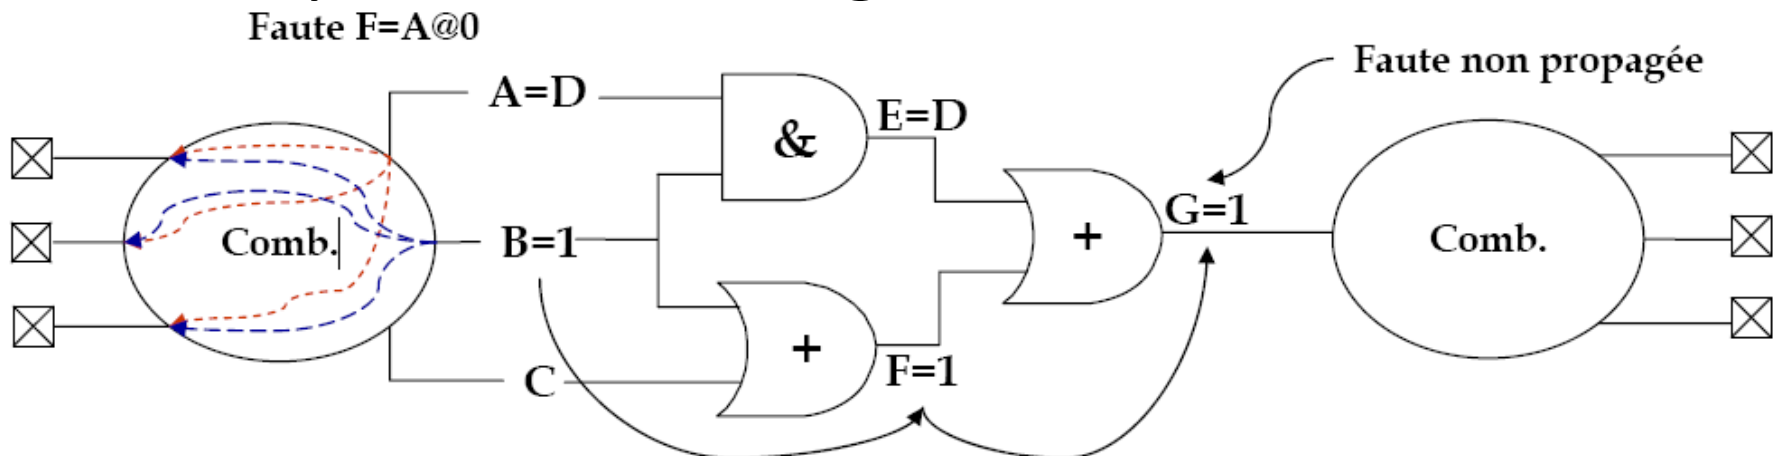 Faute F=A@0
Faute non propagée
A=D
&
E=D
G=1
Comb.
B=1
+
Comb.
+
F=1
C